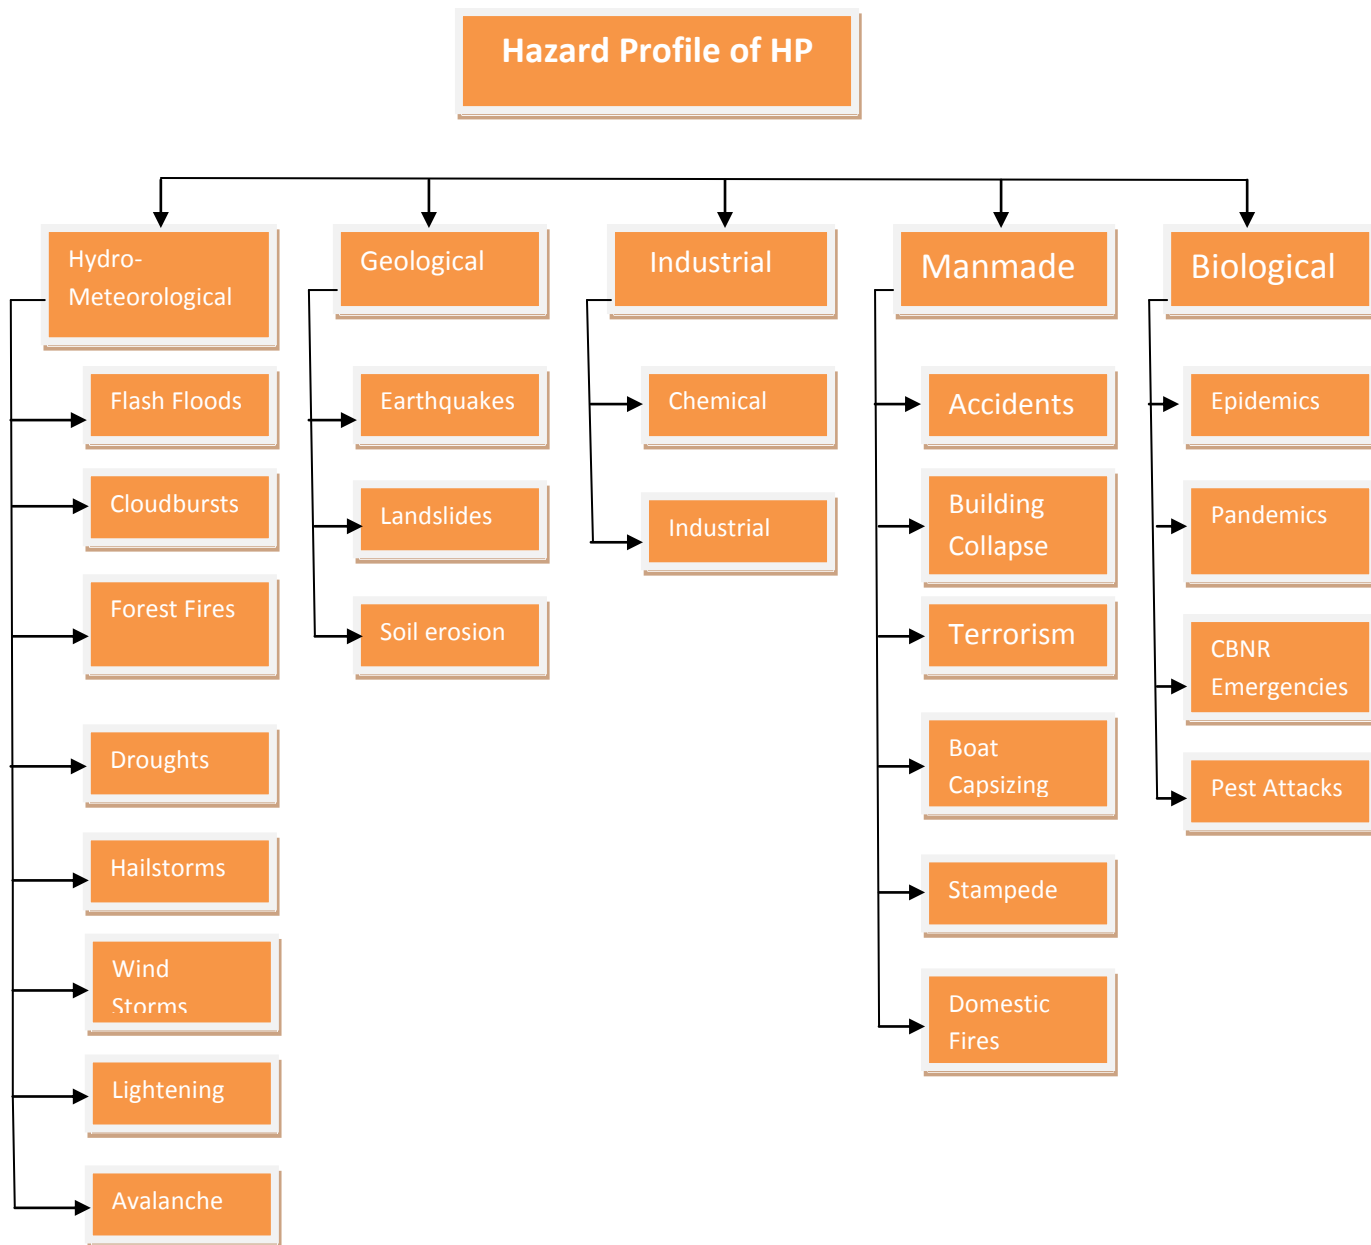 Hazard Profile of HP
Hydro-
Meteorological
Geological
Industrial
Manmade
Biological
Flash Floods
Cloudbursts
Forest Fires
Droughts
Hailstorms
Wind
Storms
Lightening
Avalanche
Earthquakes
Landslides
Soil erosion
Chemical
Industrial
Accidents
Building
Collapse
Terrorism
Boat
Capsizing
Stampede
Domestic
Fires
Epidemics
Pandemics
CBNR
Emergencies
Pest Attacks